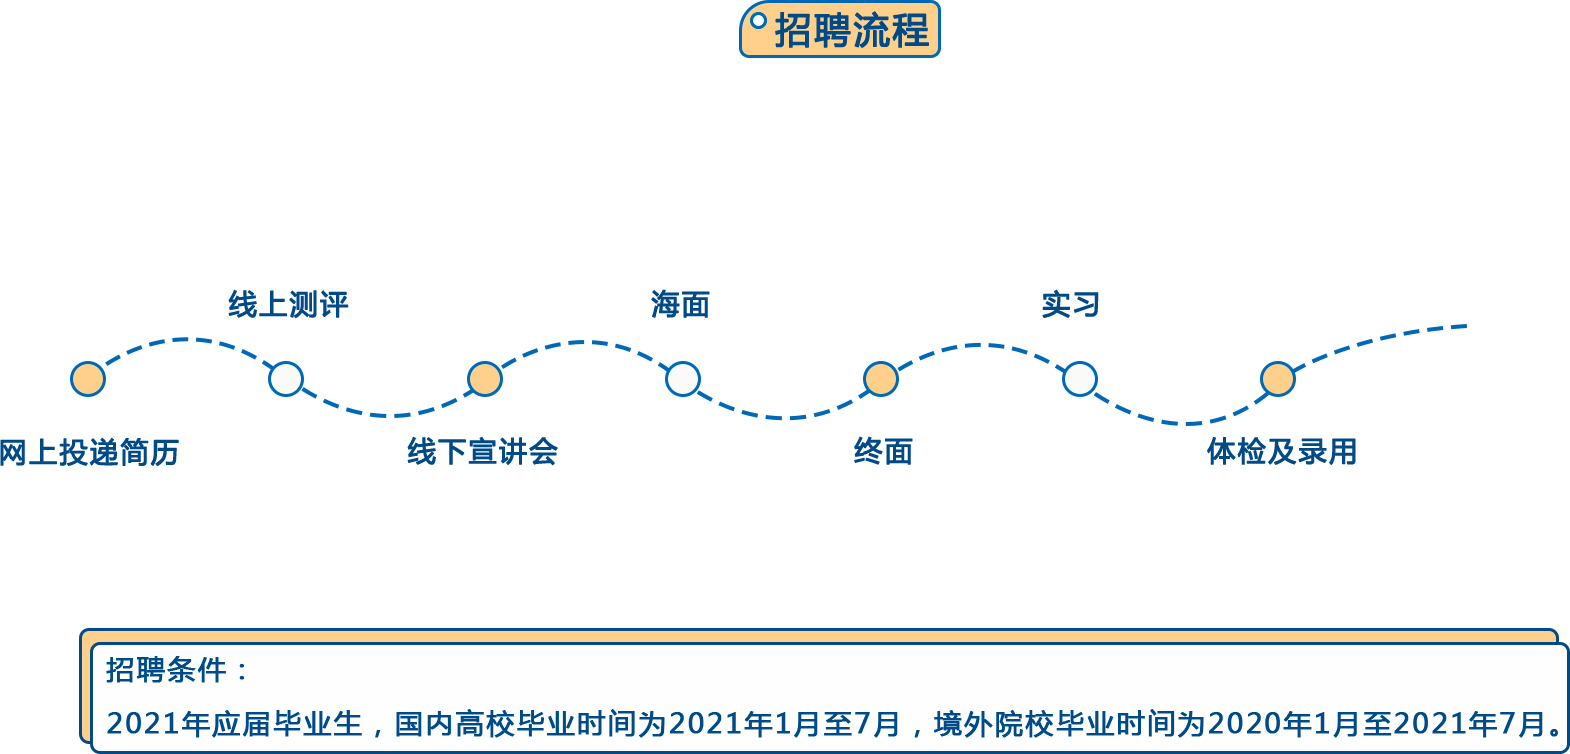 招聘流程
线上测评
海面
实习
网上投递简历
线下宣讲会
终面
体检及录用
招聘条件：
2021年应届毕业生，国内高校毕业时间为2021年1月至7月，境外院校毕业时间为2020年1月至2021年7月。